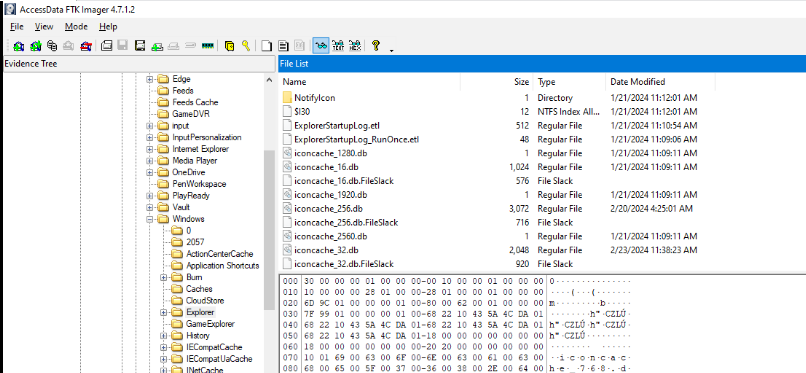 AccessData FTK Imager 4.7.1.2
File View Mode Help
Evidence Tree
Edge
Feeds
Feeds Cache
GameDVR
input
InputPersonalization
Internet Explorer
Media Player
OneDrive
PenWorkspace
PlayReady
Vault
Windows
0
2057
ActionCenterCache
Application Shortcuts
Burn
Caches
CloudStore
Explorer
GameExplorer
History
IECompatCache
IECompatUaCache
INetCache
File List
Name Size Type Date Modified
NotifyIcon 1 Directory 1/21/2024 11:12:01 AM
$I30 12 NTFS Index All... 1/21/2024 11:12:01 AM
ExplorerStartupLog.etl 512 Regular File 1/21/2024 11:10:54 AM
ExplorerStartupLog_RunOnce.etl 48 Regular File 1/21/2024 11:09:06 AM
iconcache_1280.db 1 Regular File 1/21/2024 11:09:11 AM
iconcache_16.db 1,024 Regular File 1/21/2024 11:09:11 AM
iconcache_16.db.FileSlack 576 File Slack
iconcache_1920.db 1 Regular File 1/21/2024 11:09:11 AM
iconcache_256.db 3,072 Regular File 2/20/2024 4:25:01 AM
iconcache_256.db.FileSlack 716 File Slack
iconcache_2560.db 1 Regular File 1/21/2024 11:09:11 AM
iconcache_32.db 2,048 Regular File 2/23/2024 11:38:23 AM
iconcache_32.db.FileSlack 920 File Slack
000 30 00 00 00 01 00 00 00-00 10 00 00 01 00 00 00 0···············
010 10 00 00 00 28 01 00 00-28 01 00 00 01 00 00 00 ····(···(·······
020 6D 9C 01 00 00 00 01 00-80 00 62 00 01 00 00 00 m·········b·····
030 7F 99 01 00 00 00 01 00-68 22 10 43 5A 4C DA 01 ········h"·CZLÚ·
040 68 22 10 43 5A 4C DA 01-68 22 10 43 5A 4C DA 01 h"·CZLÚ·h"·CZLÚ·
050 68 22 10 43 5A 4C DA 01-18 00 00 00 00 00 00 00 h"·CZLÚ·········
060 18 00 00 00 00 00 00 00-20 20 00 00 00 00 00 00 ········  ······
070 10 01 69 00 63 00 6F 00-6E 00 63 00 61 00 63 00 ··i·c·o·n·c·a·c·
080 68 00 65 00 5F 00 37 00-36 00 38 00 2E 00 64 00 h·e·_·7·6·8·.·d·